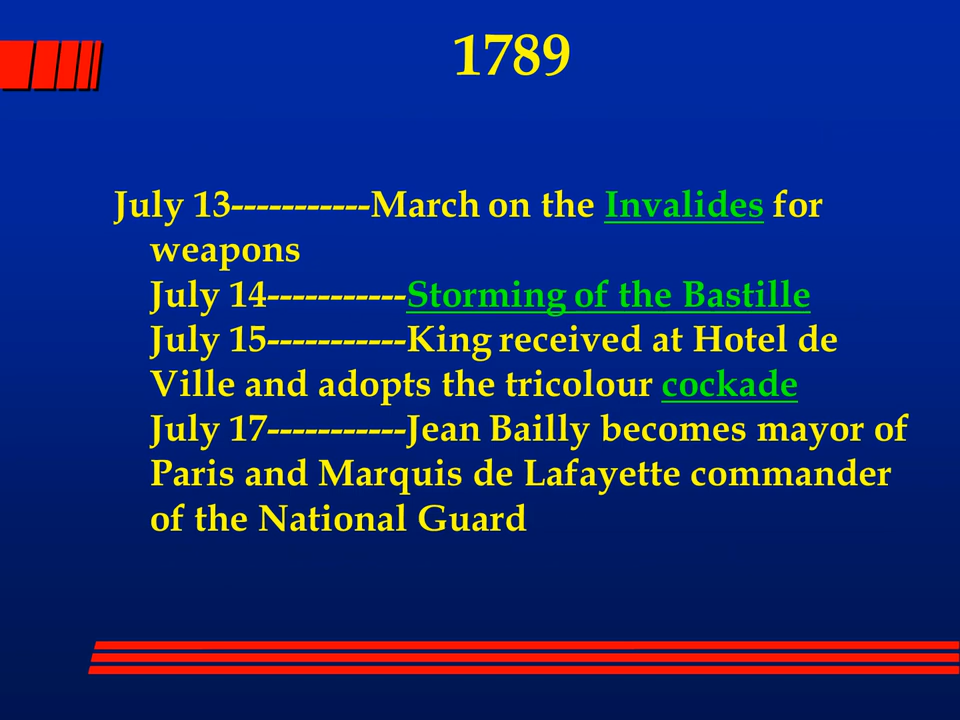 1789
July 13-----------March on the Invalides for
weapons
July 14-----------Storming of the Bastille
July 15-----------King received at Hotel de
Ville and adopts the tricolour cockade
July 17-----------Jean Bailly becomes mayor of
Paris and Marquis de Lafayette commander
of the National Guard